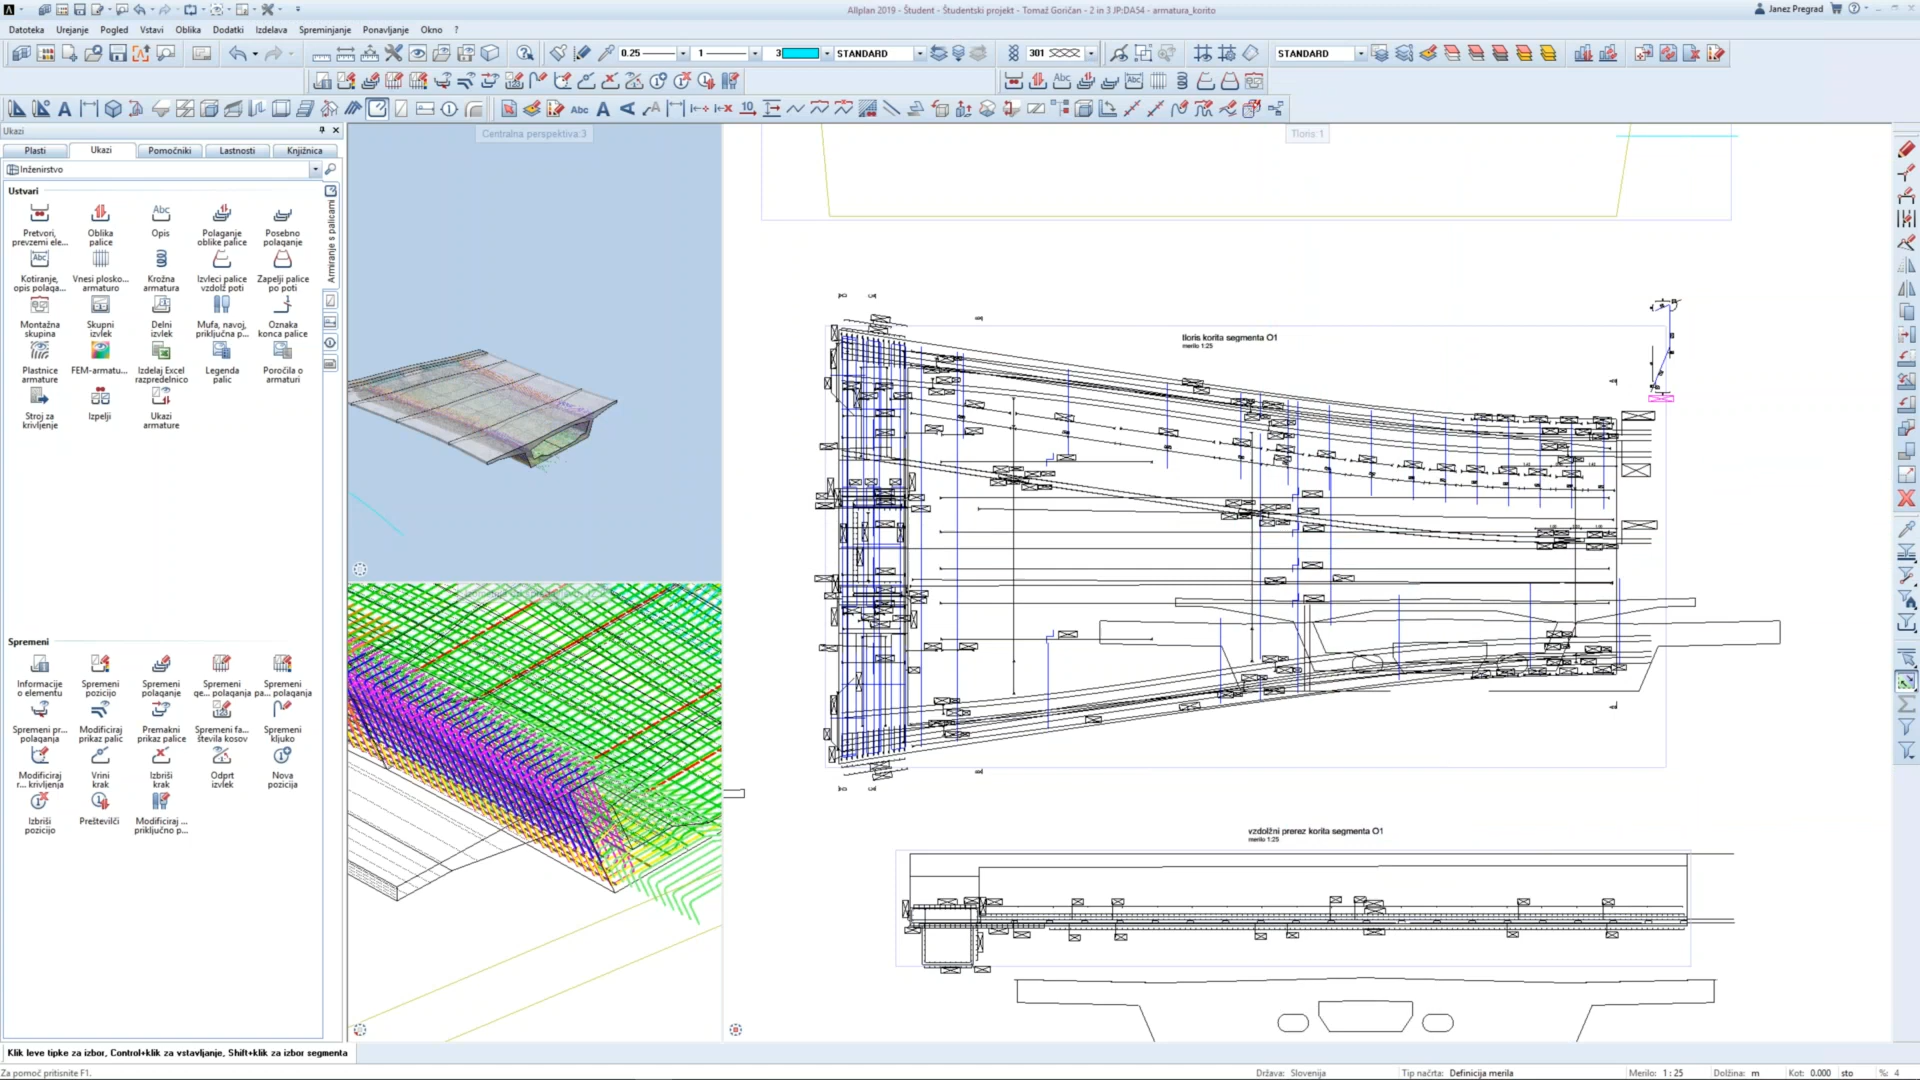 Allplan 2019 - Študent - Študentski projekt - Tomaž Goričan - 2 in 3 JP:DA54 - armatura_korito
Janez Pregrad
Datoteka Urejanje Pogled Vstavi Oblika Dodatki Izdelava Spreminjanje Ponavljanje Okno ?
0.25 1 3 STANDARD 301 STANDARD
Ukazi
Plasti Ukazi Pomočniki Lastnosti Knjižnica
Inženirstvo
Ustvari
Armiranje s palicami
Pretvori, prevzemi ele...
Oblika palice
Opis
Polaganje oblike palice
Posebno polaganje
Kotiranje, opis polaga...
Vnesi plosko... armaturo
Krožna armatura
Izvleci palice vzdolž poti
Zapelji palice po poti
Montažna skupina
Skupni izvlek
Delni izvlek
Mufa, navoj, priključna p...
Oznaka konca palice
Plastnice armature
FEM-armatu...
Izdelaj Excel razpredelnico
Legenda palic
Poročila o armaturi
Stroj za krivljenje
Izpelji
Ukazi armature
Spremeni
Informacije o elementu
Spremeni pozicijo
Spremeni polaganje
Spremeni ge... polaganja
Spremeni pa... polaganja
Spremeni pr... polaganja
Modificiraj prikaz palic
Premakni prikaz palice
Spremeni fa... števila kosov
Spremeni kljuko
Modificiraj r... krivljenja
Vrini krak
Izbriši krak
Odprt izvlek
Nova pozicija
Izbriši pozicijo
Preštevilči
Modificiraj ... priključno p...
Centralna perspektiva:3
Tloris:1
tloris korita segmenta O1
merilo 1:25
vzdolžni prerez korita segmenta O1
merilo 1:25
Klik leve tipke za izbor, Control+klik za vstavljanje, Shift+klik za izbor segmenta
Za pomoč pritisnite F1.
Država: Slovenija
Tip načrta: Definicija merila
Merilo: 1 : 25
Dolžina: m
Kot: 0.000 sto
%: 4